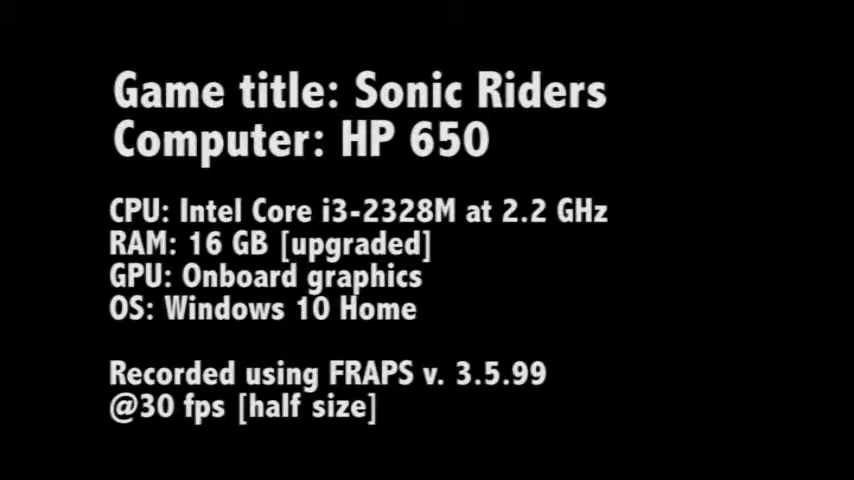 Game title: Sonic Riders
Computer: HP 650
CPU: Intel Core i3-2328M at 2.2 GHz
RAM: 16 GB [upgraded]
GPU: Onboard graphics
OS: Windows 10 Home
Recorded using FRAPS v. 3.5.99
@30 fps [half size]